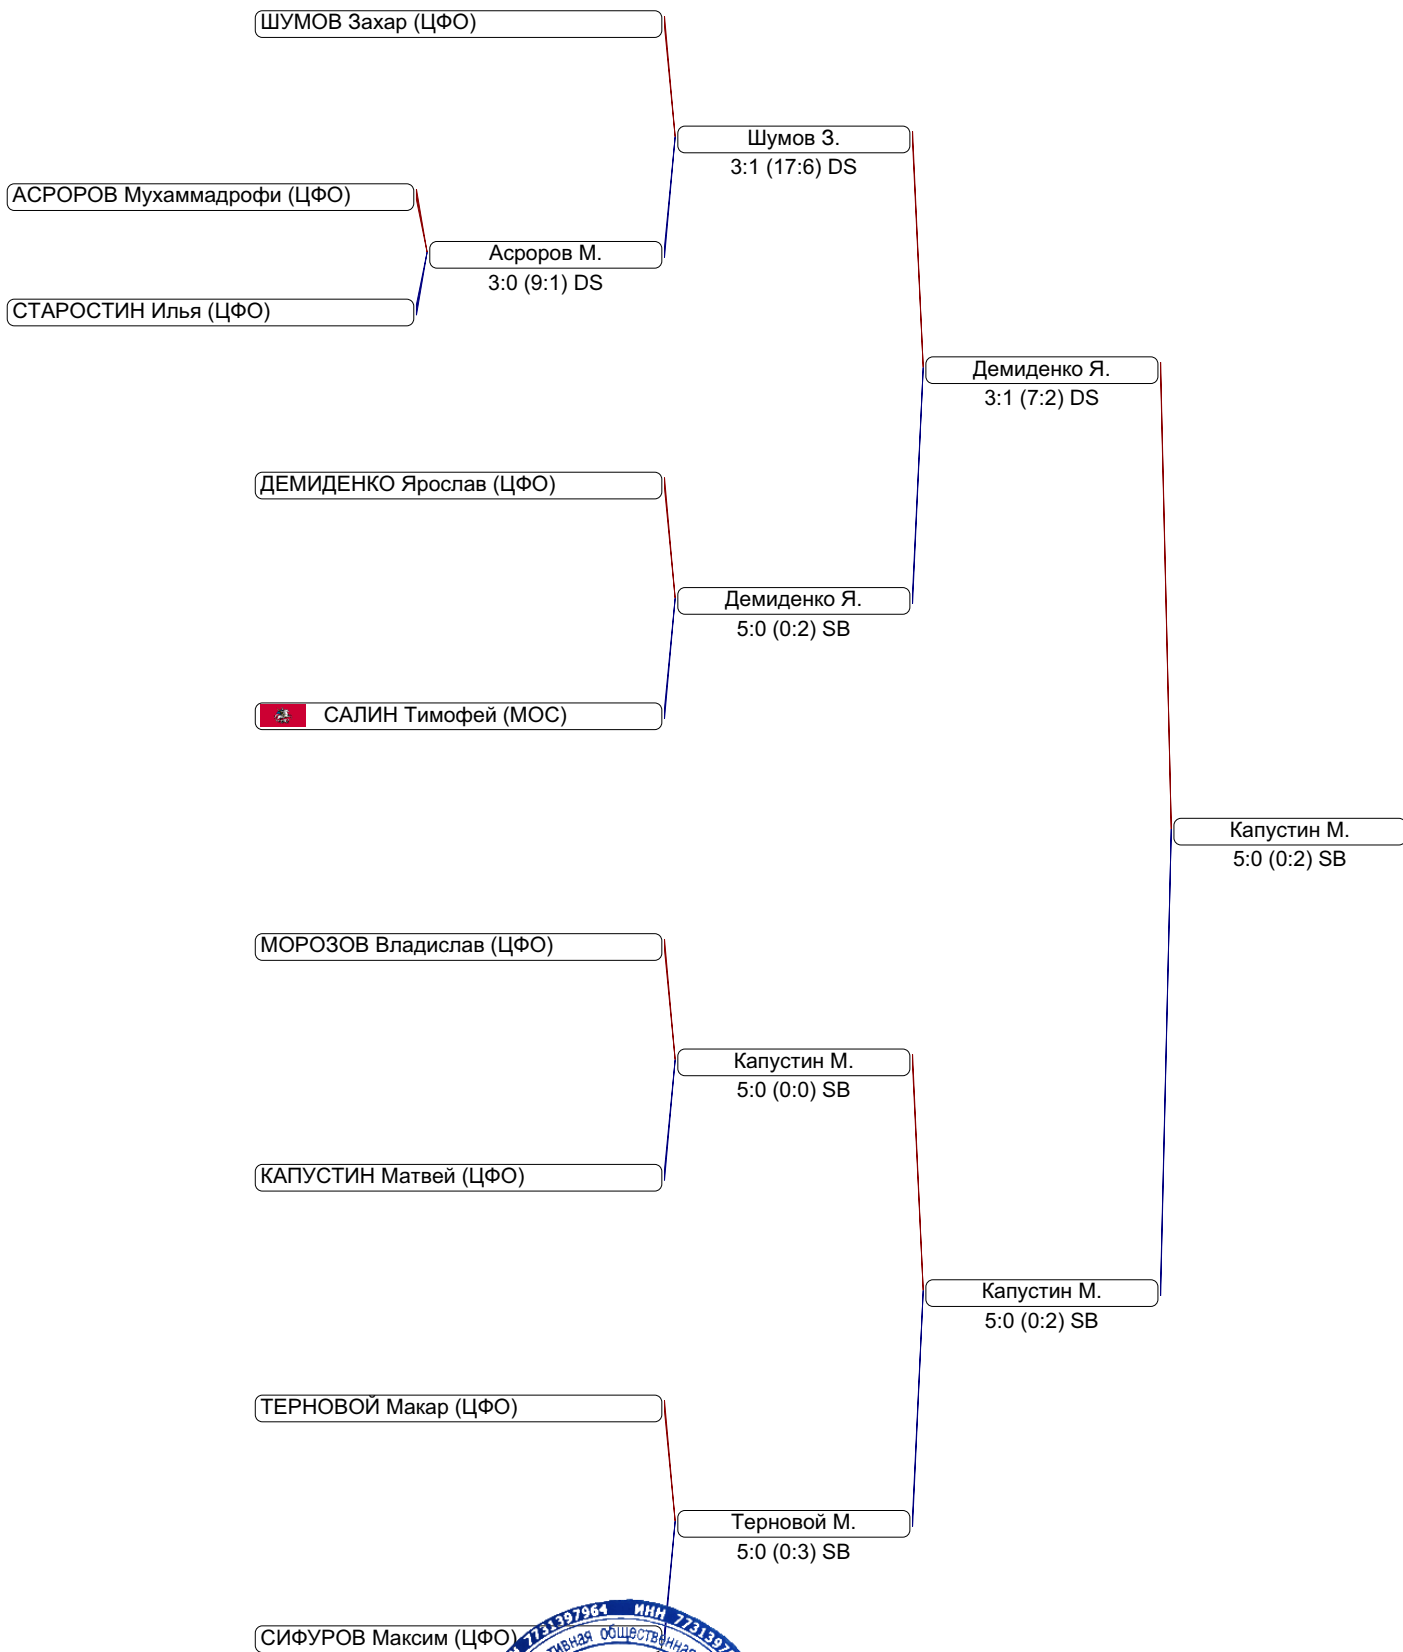 ШУМОВ Захар (ЦФО)
Шумов З.
3:1 (17:6) DS
АСРОРОВ Мухаммадрофи (ЦФО)
Асроров М.
3:0 (9:1) DS
СТАРОСТИН Илья (ЦФО)
Демиденко Я.
3:1 (7:2) DS
ДЕМИДЕНКО Ярослав (ЦФО)
Демиденко Я.
5:0 (0:2) SB
САЛИН Тимофей (МОС)
Капустин М.
5:0 (0:2) SB
МОРОЗОВ Владислав (ЦФО)
Капустин М.
5:0 (0:0) SB
КАПУСТИН Матвей (ЦФО)
Капустин М.
5:0 (0:2) SB
ТЕРНОВОЙ Макар (ЦФО)
Терновой М.
5:0 (0:3) SB
СИФУРОВ Максим (ЦФО)
7731397964 ИНН
общественная